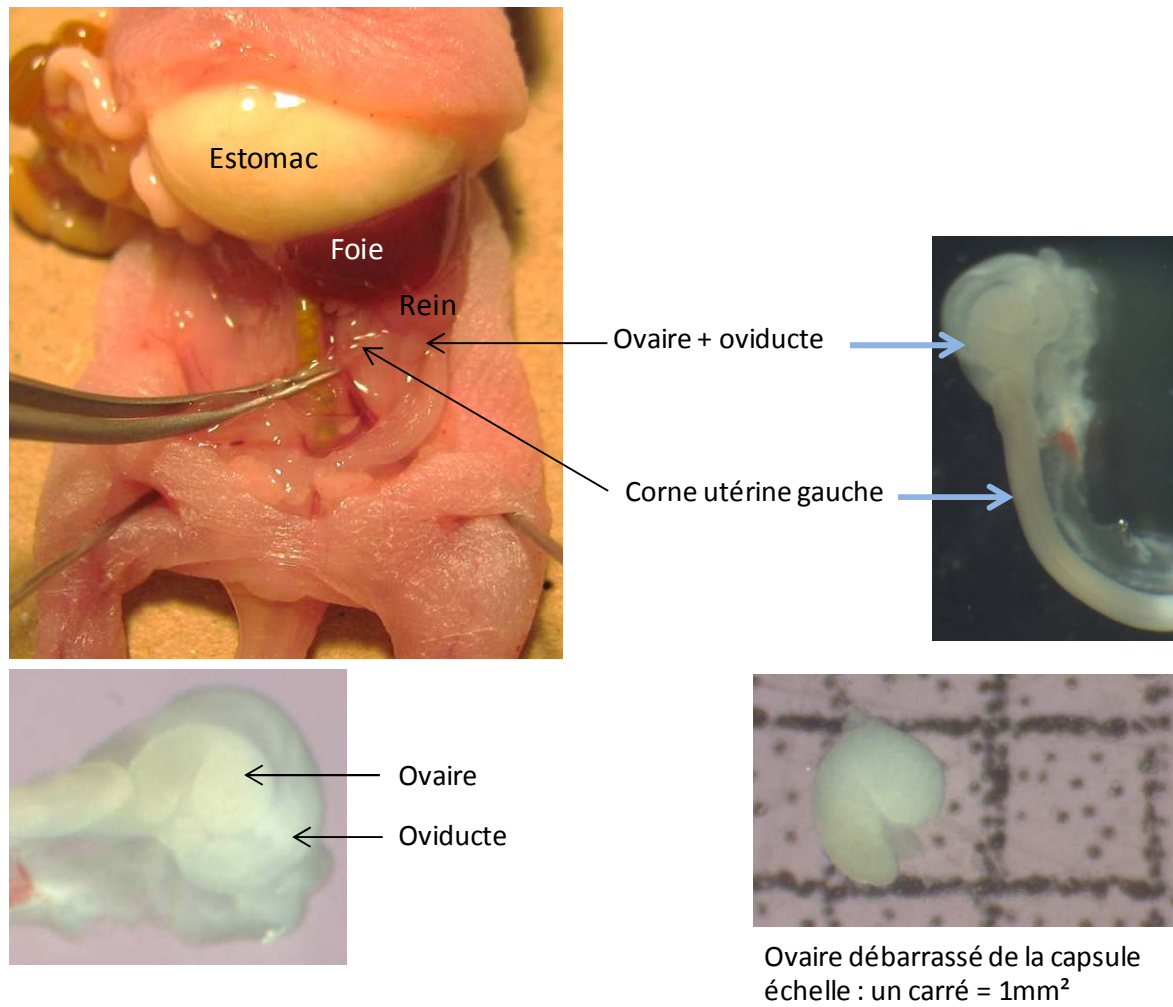 Estomac
Foie
Rein
Ovaire + oviducte
Corne utérine gauche
Ovaire
Oviducte
Ovaire débarrassé de la capsule
échelle : un carré = 1mm²